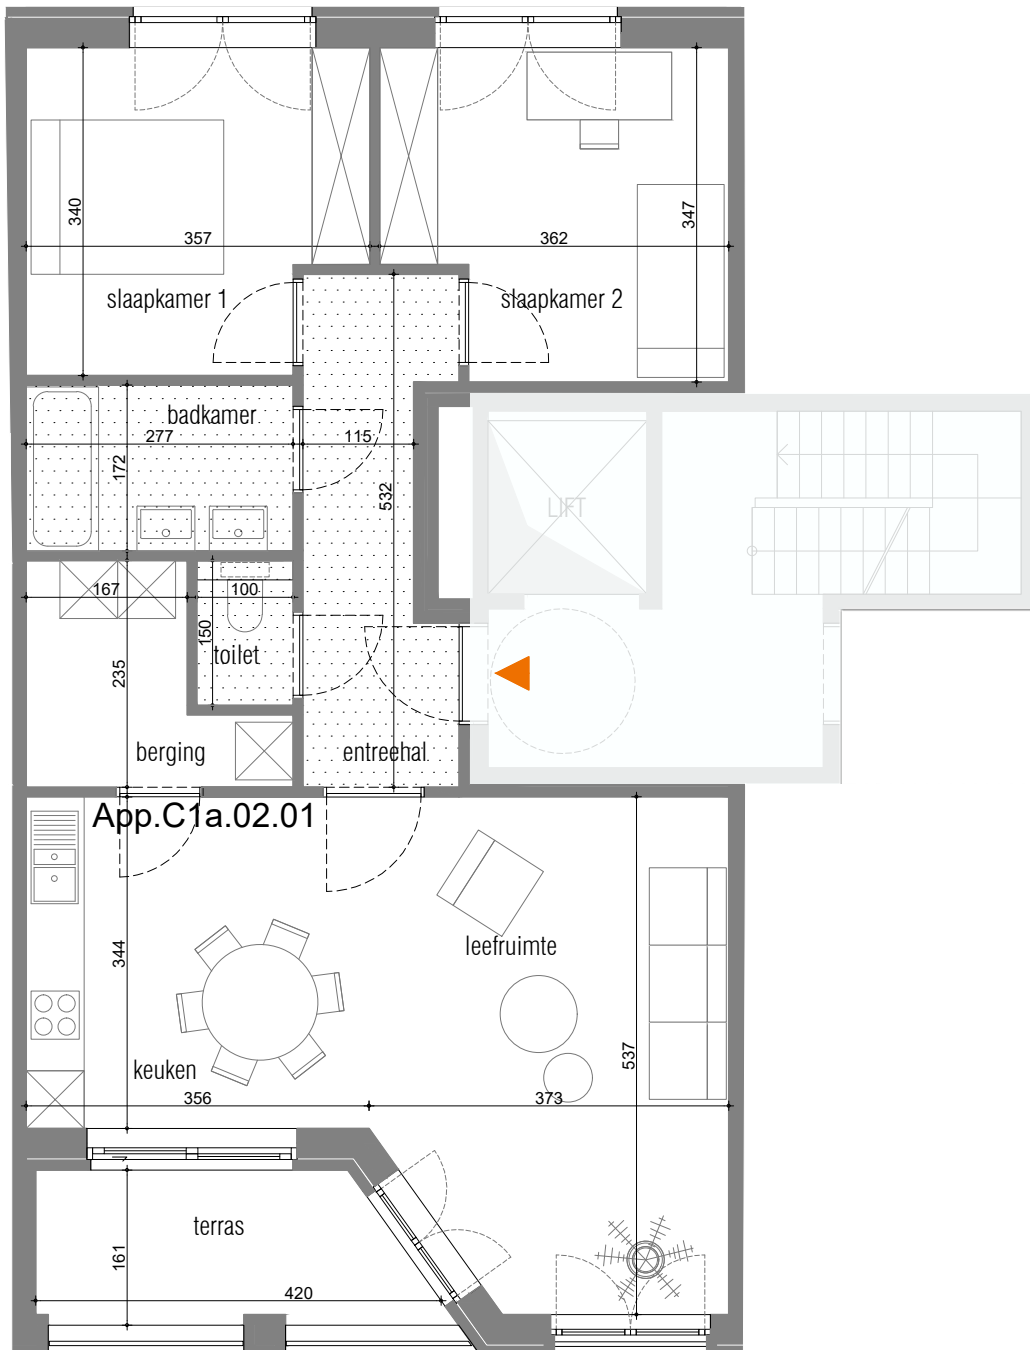 340
357
362
347
slaapkamer 1
slaapkamer 2
badkamer
277
115
172
532
LIFT
167
100
150
toilet
235
berging
entreehal
App.C1a.02.01
344
leefruimte
537
keuken
356
373
terras
161
420